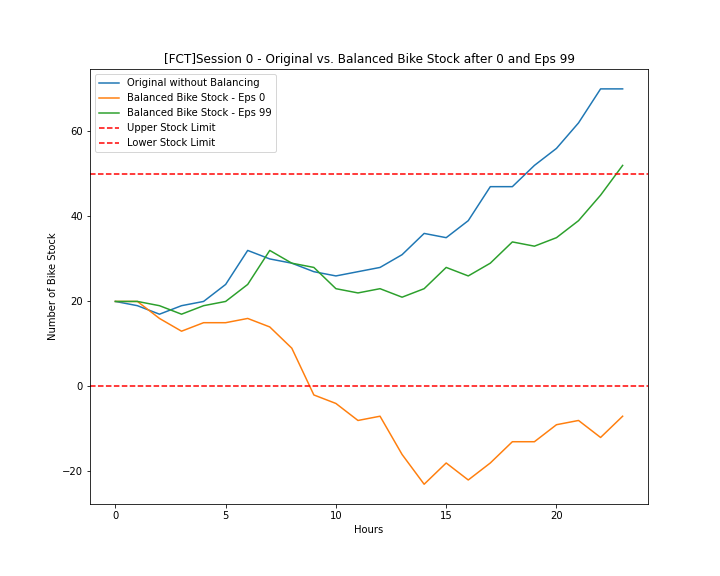 [FCT]Session 0 - Original vs. Balanced Bike Stock after 0 and Eps 99
Original without Balancing
Balanced Bike Stock - Eps 0
Balanced Bike Stock - Eps 99
Upper Stock Limit
Lower Stock Limit
60
40
20
0
−20
Number of Bike Stock
0 5 10 15 20
Hours